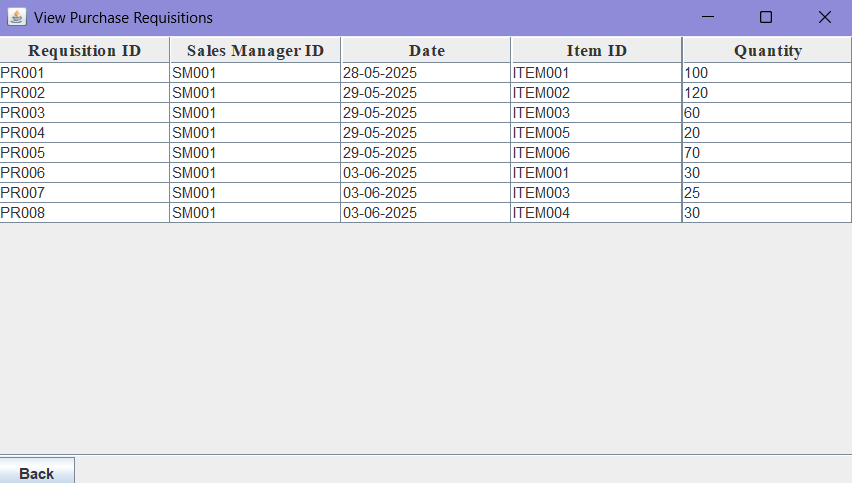 View Purchase Requisitions
Requisition ID Sales Manager ID Date Item ID Quantity
PR001 SM001 28-05-2025 ITEM001 100
PR002 SM001 29-05-2025 ITEM002 120
PR003 SM001 29-05-2025 ITEM003 60
PR004 SM001 29-05-2025 ITEM005 20
PR005 SM001 29-05-2025 ITEM006 70
PR006 SM001 03-06-2025 ITEM001 30
PR007 SM001 03-06-2025 ITEM003 25
PR008 SM001 03-06-2025 ITEM004 30
Back